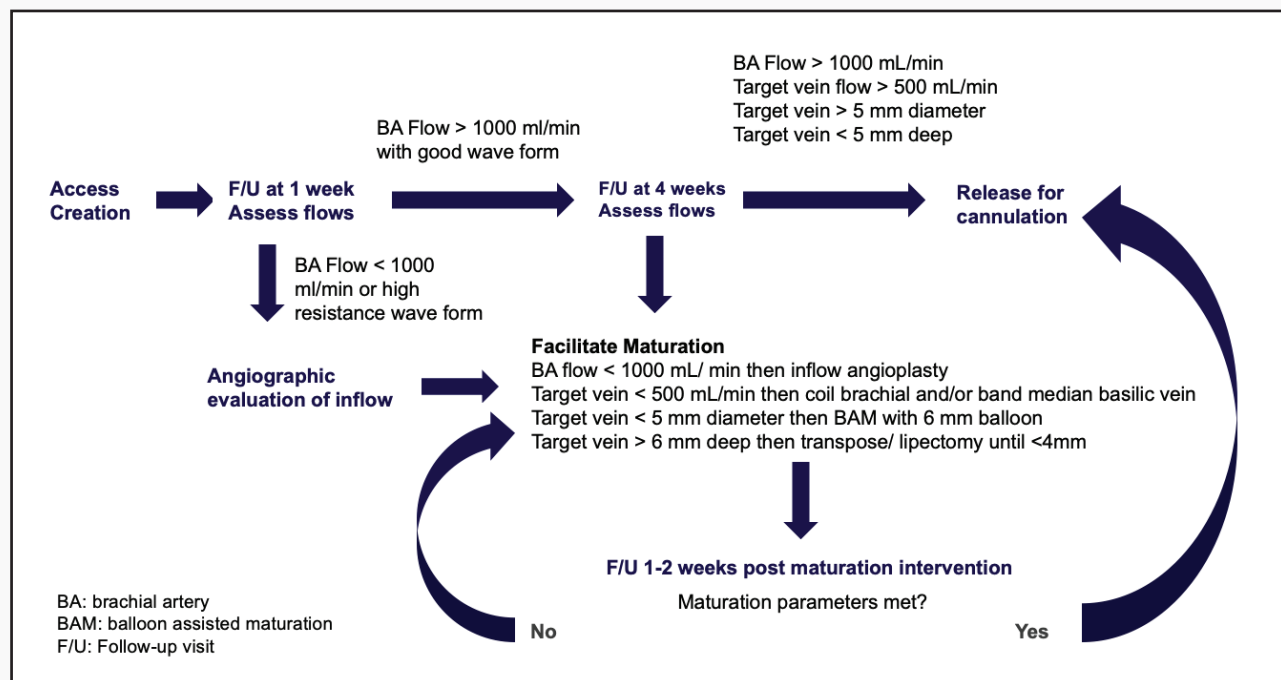 BA Flow > 1000 mL/min
Target vein flow > 500 mL/min
Target vein > 5 mm diameter
Target vein < 5 mm deep
BA Flow > 1000 ml/min
with good wave form
Access
Creation
F/U at 1 week
Assess flows
F/U at 4 weeks
Assess flows
Release for
cannulation
BA Flow < 1000
ml/min or high
resistance wave form
Angiographic
evaluation of inflow
Facilitate Maturation
BA flow < 1000 mL/ min then inflow angioplasty
Target vein < 500 mL/min then coil brachial and/or band median basilic vein
Target vein < 5 mm diameter then BAM with 6 mm balloon
Target vein > 6 mm deep then transpose/ lipectomy until <4mm
F/U 1-2 weeks post maturation intervention
Maturation parameters met?
No
Yes
BA: brachial artery
BAM: balloon assisted maturation
F/U: Follow-up visit